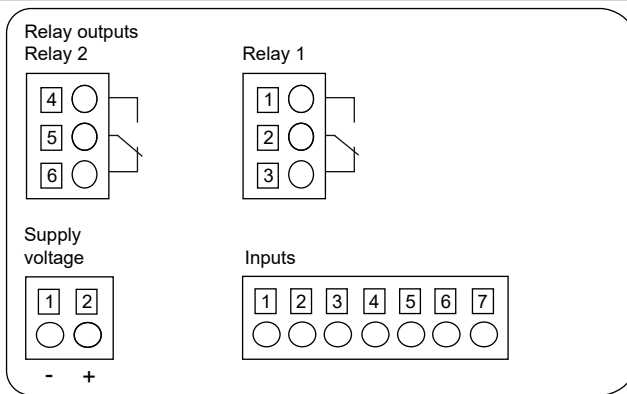 Relay outputs
Relay 2
Relay 1
4
5
6
1
2
3
Supply
voltage
Inputs
1 2
1 2 3 4 5 6 7
- +